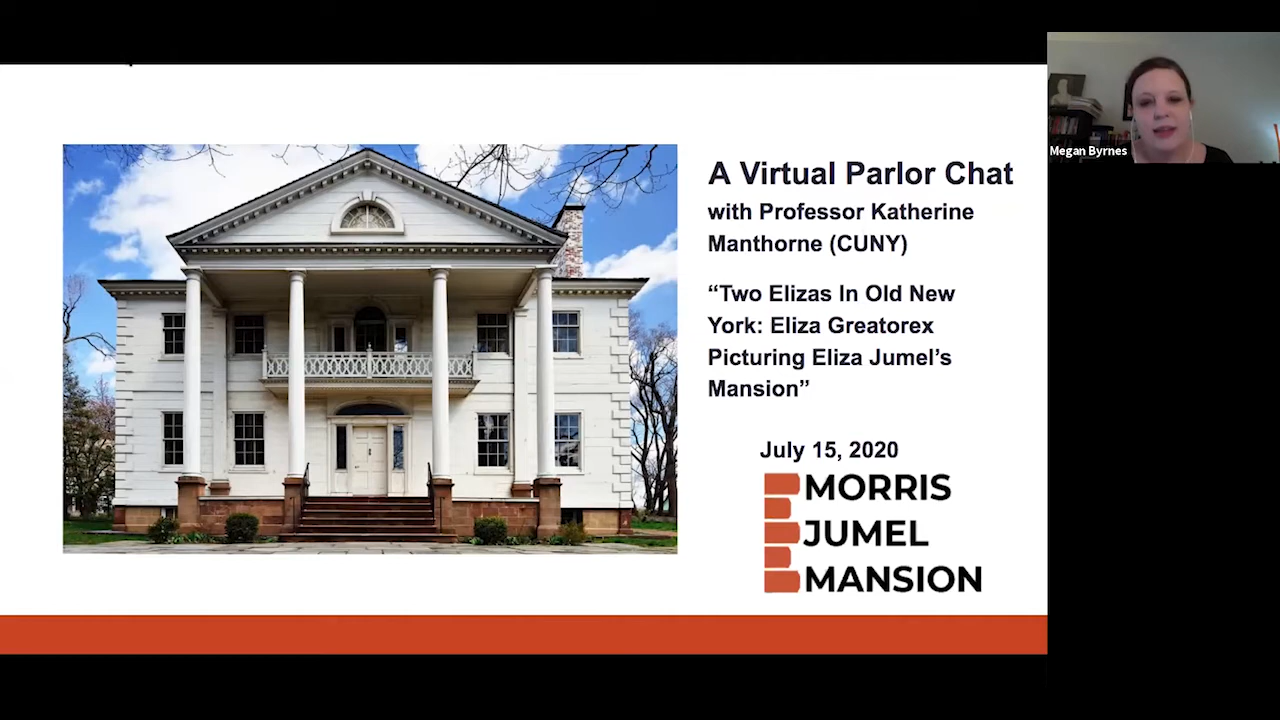 A Virtual Parlor Chat
with Professor Katherine
Manthorne (CUNY)
“Two Elizas In Old New
York: Eliza Greatorex
Picturing Eliza Jumel’s
Mansion”
July 15, 2020
MORRIS
JUMEL
MANSION
Megan Byrnes